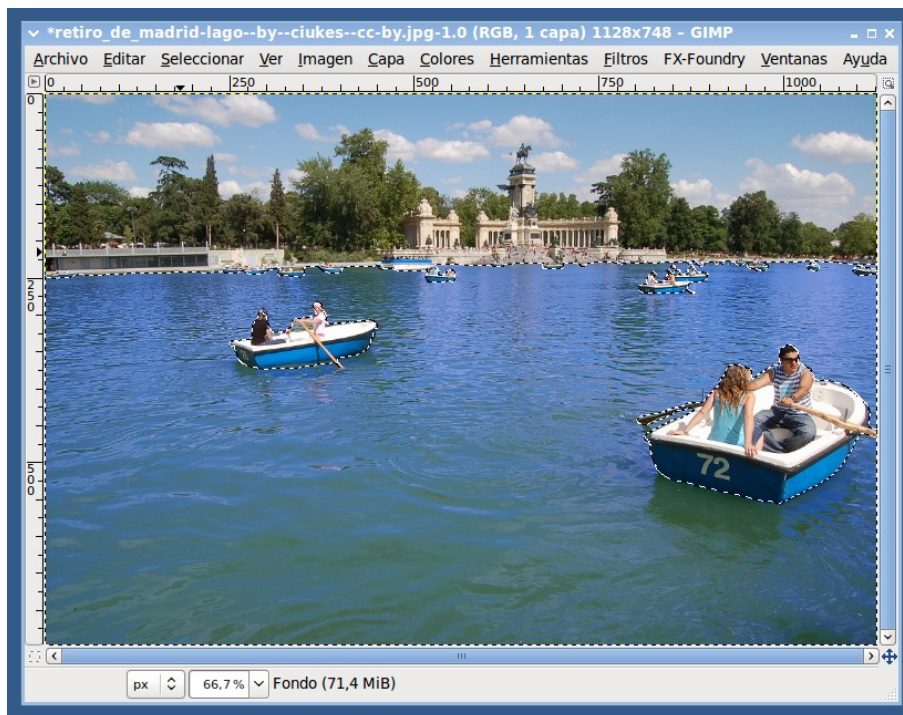 *retiro_de_madrid-lago--by--ciukes--cc-by.jpg-1.0 (RGB, 1 capa) 1128x748 – GIMP
Archivo Editar Seleccionar Ver Imagen Capa Colores Herramientas Filtros FX-Foundry Ventanas Ayuda
0 250 500 750 1000
0
250
500
72
px 66,7 % Fondo (71,4 MiB)